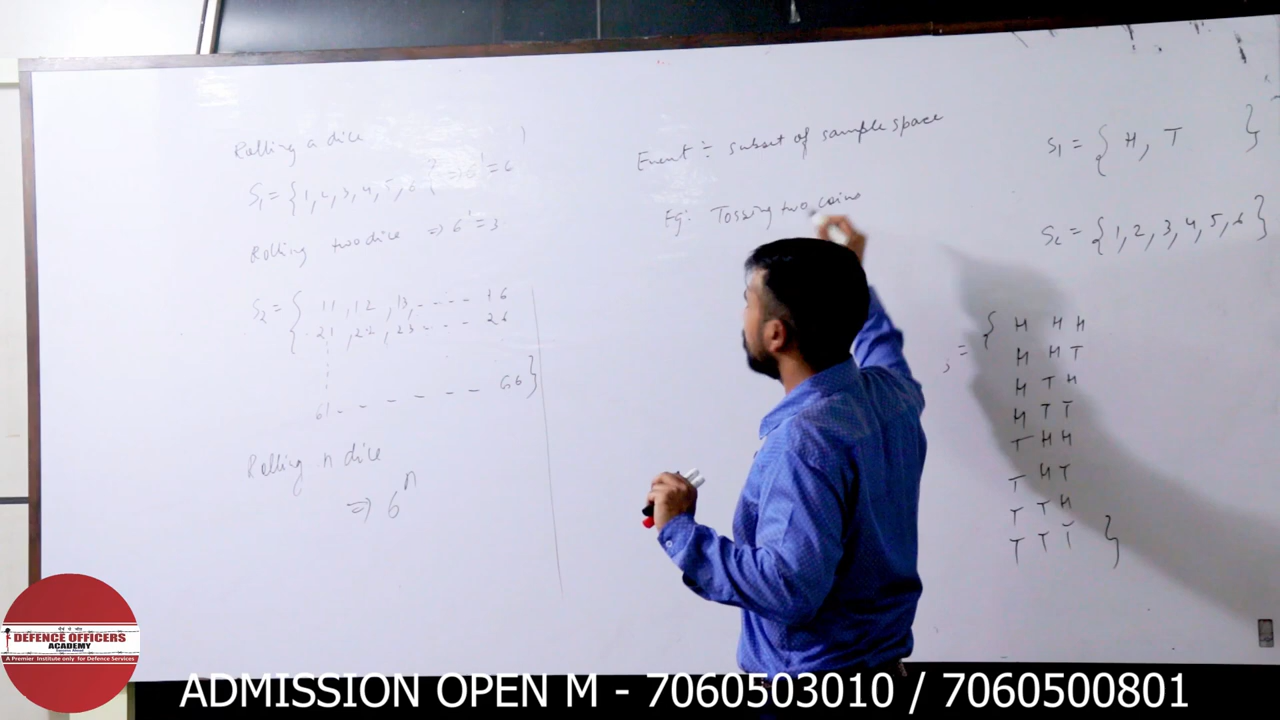 Rolling a dice
S1 = {1, 2, 3, 4, 5, 6} ⇒ 6¹ = 6
Rolling two dice ⇒ 6¹ = 3
S2 = { 11, 12, 13, - - - - 16
21, 22, 23 - - - 26
61 - - - - - - 66 }
Rolling n dice
⇒ 6ⁿ
Event :- subset of sample space
Eg: Tossing two coins
S1 = { H, T }
S2 = {1, 2, 3, 4, 5, 6}
= { H H H
H H T
H T H
H T T
T H H
T H T
T T H
T T T }
DEFENCE OFFICERS
ACADEMY
A Premier Institute only for Defence Services
ADMISSION OPEN M - 7060503010 / 7060500801